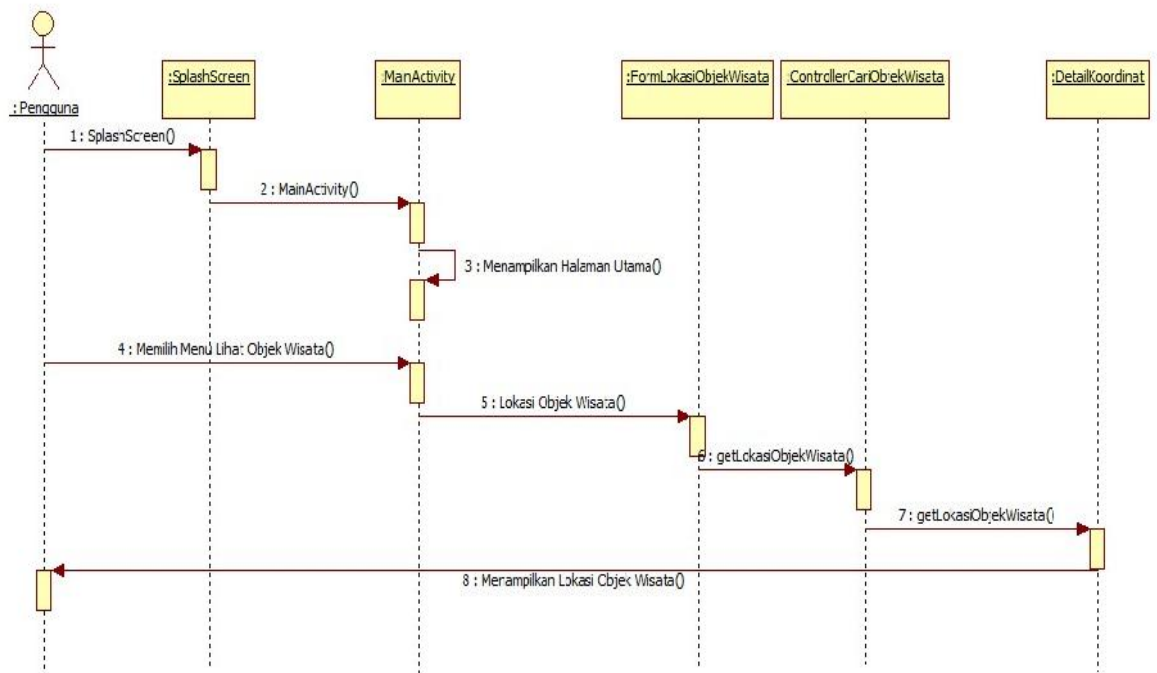 : Pengguna
:SplashScreen
:MainActivity
:FormLokasiObjekWisata
:ControllerCariObjekWisata
:DetailKoordinat
1 : SplashScreen()
2 : MainActivity()
3 : Menampilkan Halaman Utama()
4 : Memilih Menu Lihat Objek Wisata()
5 : Lokasi Objek Wisata()
6 : getLokasiObjekWisata()
7 : getLokasiObjekWisata()
8 : Menampilkan Lokasi Objek Wisata()